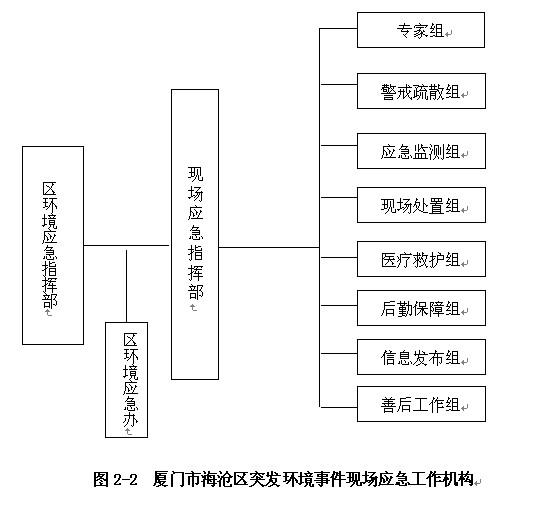 专家组
警戒疏散组
应急监测组
现场处置组
医疗救护组
后勤保障组
信息发布组
善后工作组
现场应急指挥部
区环境应急指挥部
区环境应急办
图 2-2 厦门市海沧区突发环境事件现场应急工作机构